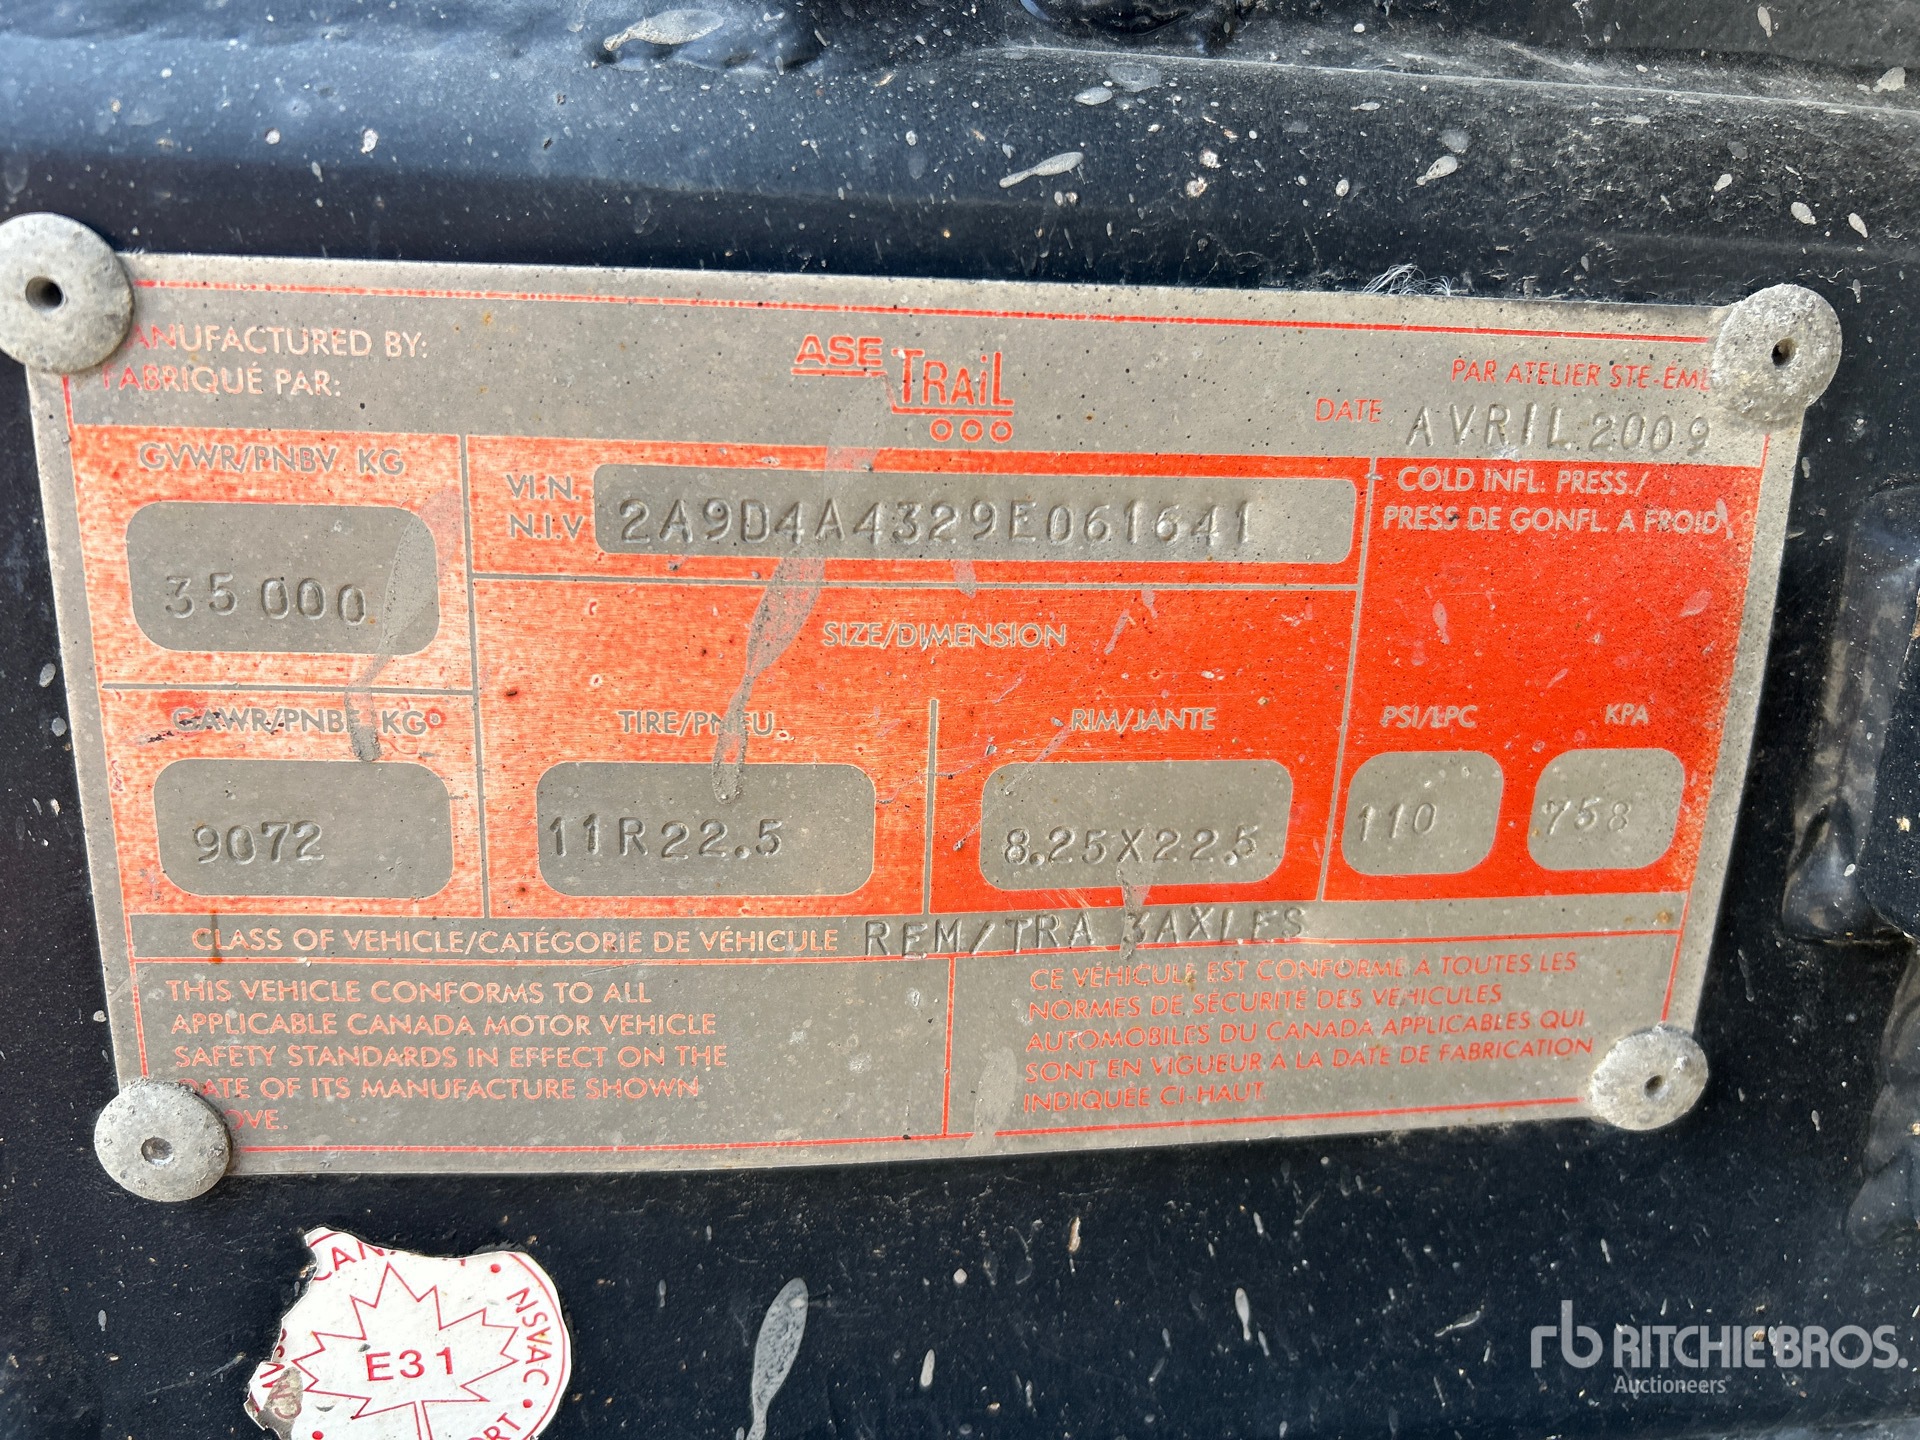 MANUFACTURED BY:
FABRIQUÉ PAR:
ASE TRAIL
PAR ATELIER STE-
DATE AVRIL 2009
GVWR/PNBV KG
35 000
V.I.N.
N.I.V
2A9D4A4329E061641
COLD INFL. PRESS./
PRESS DE GONFL. A FROID
SIZE/DIMENSION
GAWR/PNBE KG
9072
TIRE/PNEU
11R22.5
RIM/JANTE
8.25X22.5
PSI/LPC
110
KPA
758
CLASS OF VEHICLE/CATÉGORIE DE VÉHICULE REM/TRA 3AXLES
THIS VEHICLE CONFORMS TO ALL
APPLICABLE CANADA MOTOR VEHICLE
SAFETY STANDARDS IN EFFECT ON THE
DATE OF ITS MANUFACTURE SHOWN
ABOVE.
CE VÉHICULE EST CONFORME A TOUTES LES
NORMES DE SÉCURITÉ DES VÉHICULES
AUTOMOBILES DU CANADA APPLICABLES QUI
SONT EN VIGUEUR A LA DATE DE FABRICATION
INDIQUÉE CI-HAUT
NSVAC
E31
rb RITCHIE BROS.
Auctioneers